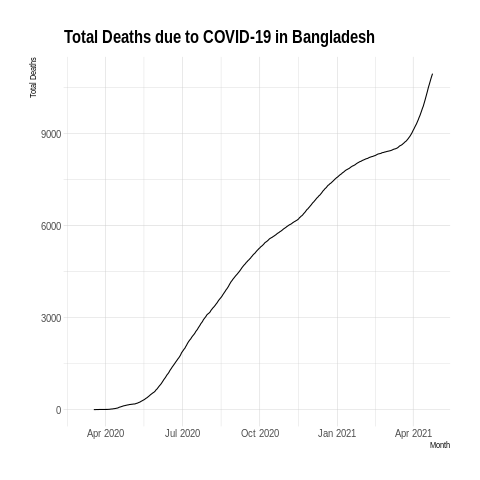 Total Deaths due to COVID-19 in Bangladesh
Total Deaths
9000
6000
3000
0
Apr 2020 Jul 2020 Oct 2020 Jan 2021 Apr 2021
Month